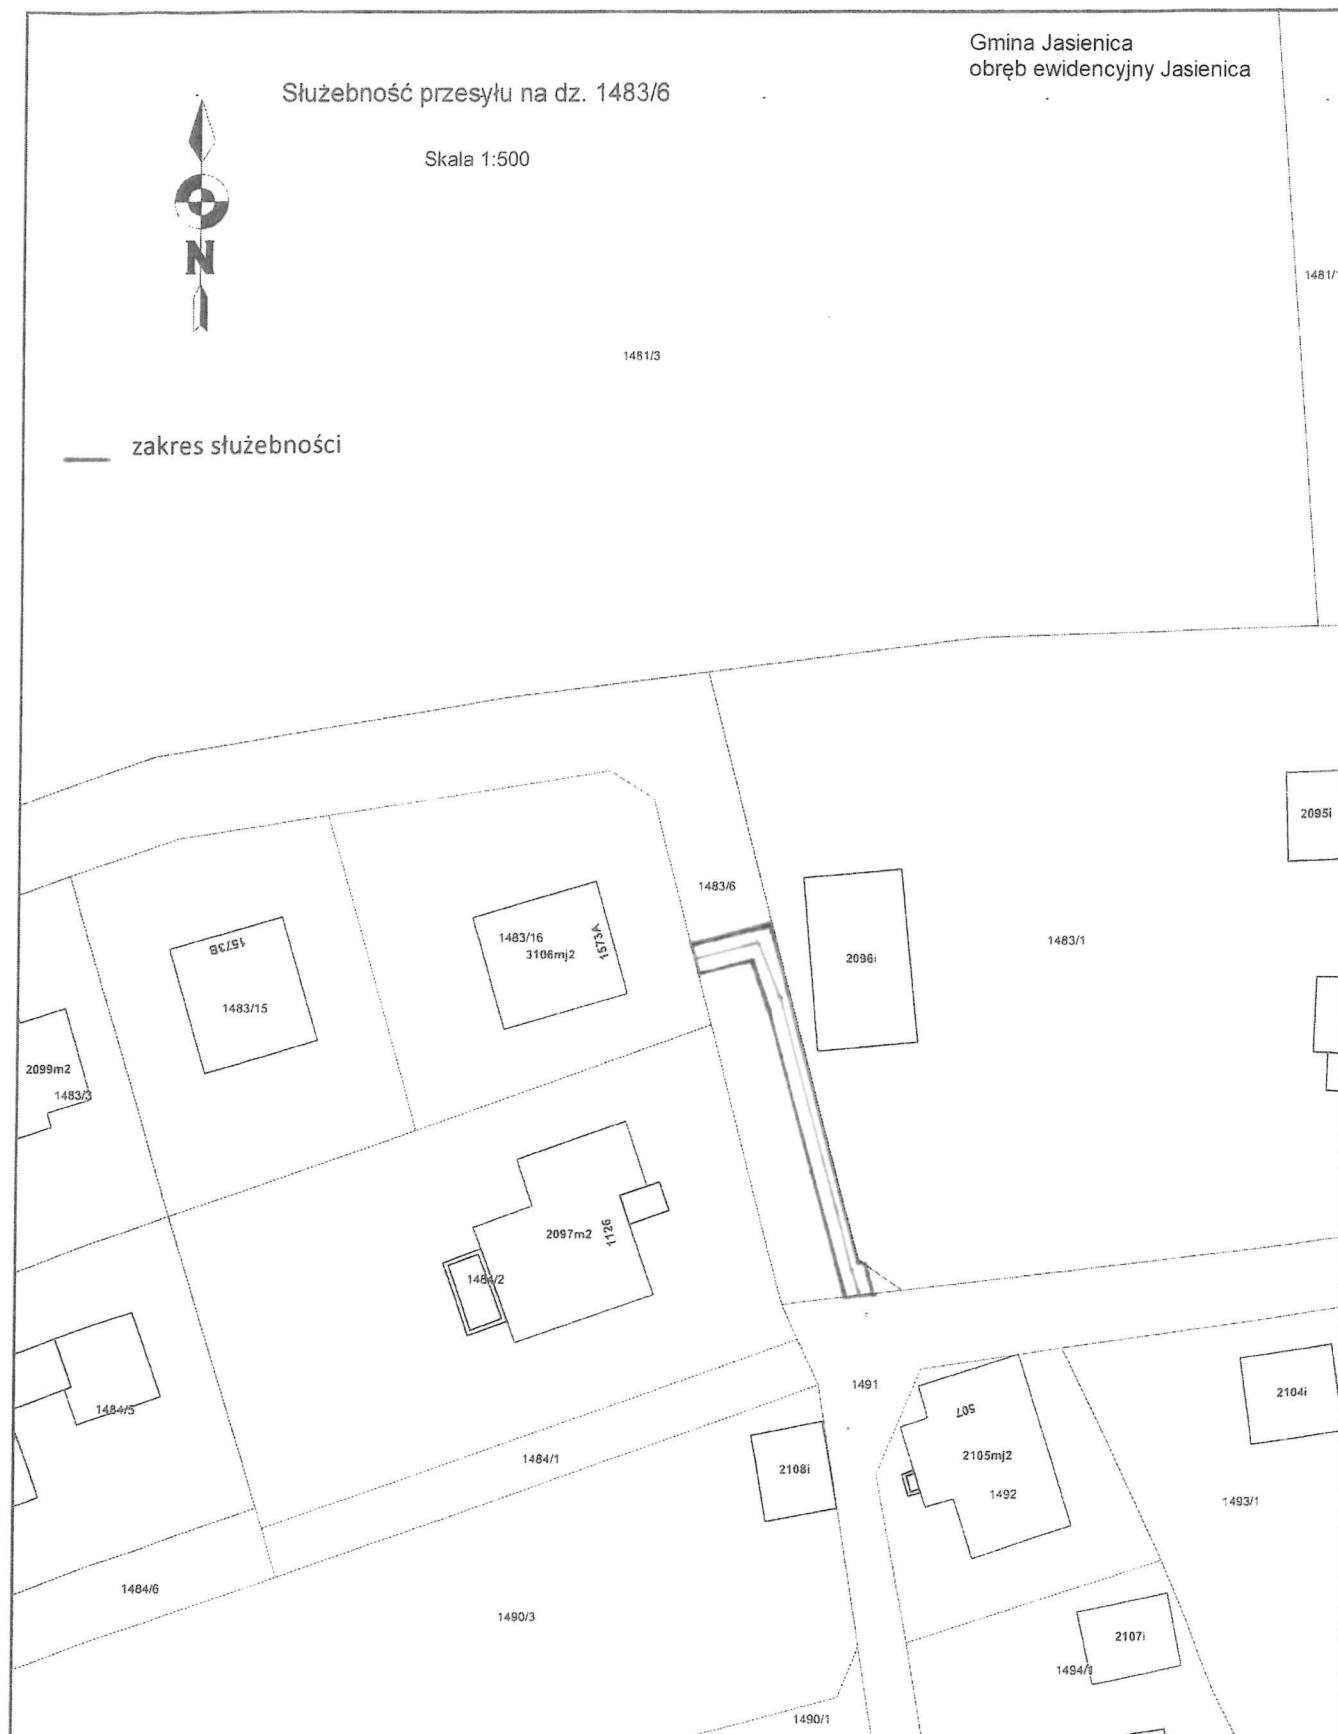 Gmina Jasienica
obręb ewidencyjny Jasienica
Służebność przesyłu na dz. 1483/6
Skala 1:500
N
1481/1
1481/3
zakres służebności
2095i
1483/6
1483/1
2096i
1573B
1483/15
1483/16
3106mj2
1573A
2099m2
1483/3
2097m2
1126
1484/2
1484/5
1491
507
2104i
2105mj2
1492
1484/1
2108i
1493/1
1484/6
1490/3
2107i
1494/1
1490/1